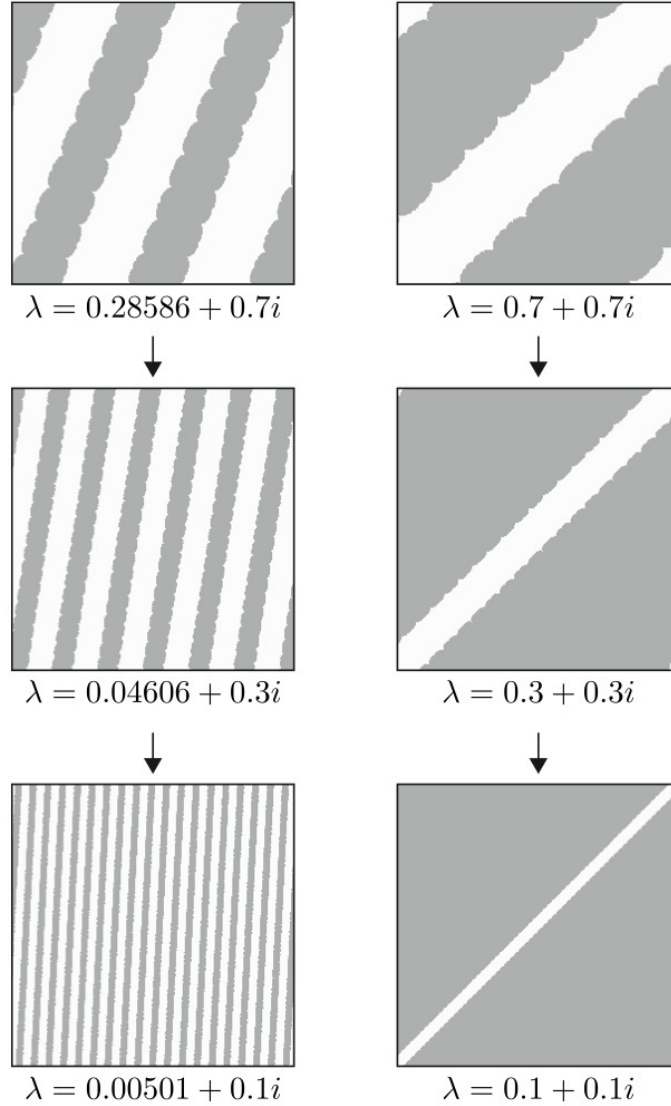 λ = 0.28586 + 0.7i
λ = 0.7 + 0.7i
λ = 0.04606 + 0.3i
λ = 0.3 + 0.3i
λ = 0.00501 + 0.1i
λ = 0.1 + 0.1i